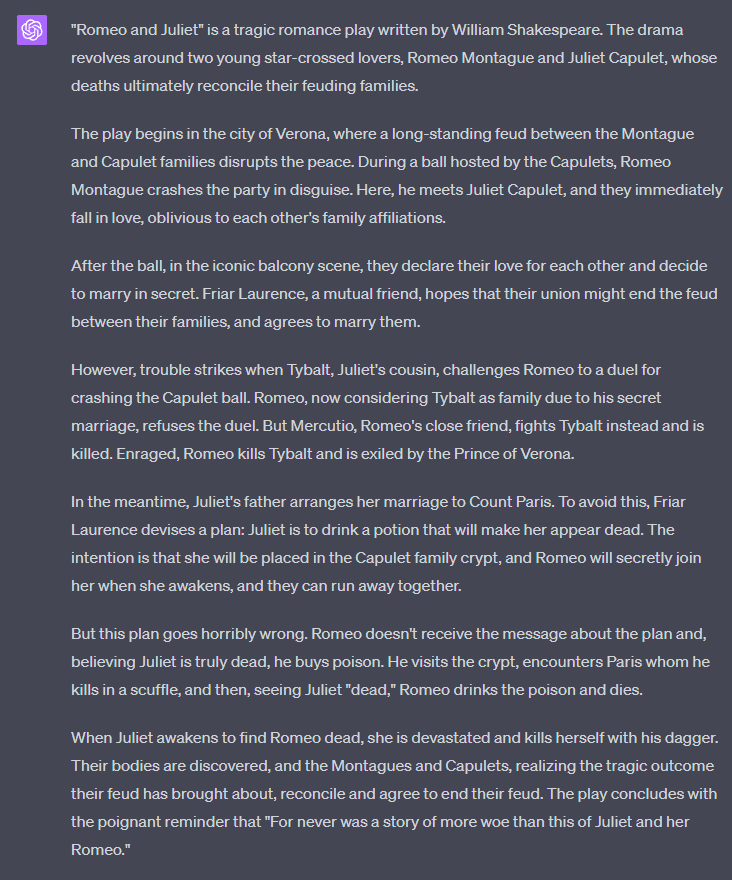 "Romeo and Juliet" is a tragic romance play written by William Shakespeare. The drama
revolves around two young star-crossed lovers, Romeo Montague and Juliet Capulet, whose
deaths ultimately reconcile their feuding families.
The play begins in the city of Verona, where a long-standing feud between the Montague
and Capulet families disrupts the peace. During a ball hosted by the Capulets, Romeo
Montague crashes the party in disguise. Here, he meets Juliet Capulet, and they immediately
fall in love, oblivious to each other's family affiliations.
After the ball, in the iconic balcony scene, they declare their love for each other and decide
to marry in secret. Friar Laurence, a mutual friend, hopes that their union might end the feud
between their families, and agrees to marry them.
However, trouble strikes when Tybalt, Juliet's cousin, challenges Romeo to a duel for
crashing the Capulet ball. Romeo, now considering Tybalt as family due to his secret
marriage, refuses the duel. But Mercutio, Romeo's close friend, fights Tybalt instead and is
killed. Enraged, Romeo kills Tybalt and is exiled by the Prince of Verona.
In the meantime, Juliet's father arranges her marriage to Count Paris. To avoid this, Friar
Laurence devises a plan: Juliet is to drink a potion that will make her appear dead. The
intention is that she will be placed in the Capulet family crypt, and Romeo will secretly join
her when she awakens, and they can run away together.
But this plan goes horribly wrong. Romeo doesn't receive the message about the plan and,
believing Juliet is truly dead, he buys poison. He visits the crypt, encounters Paris whom he
kills in a scuffle, and then, seeing Juliet "dead," Romeo drinks the poison and dies.
When Juliet awakens to find Romeo dead, she is devastated and kills herself with his dagger.
Their bodies are discovered, and the Montagues and Capulets, realizing the tragic outcome
their feud has brought about, reconcile and agree to end their feud. The play concludes with
the poignant reminder that "For never was a story of more woe than this of Juliet and her
Romeo."